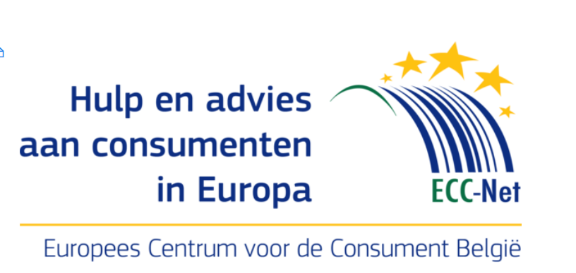 Hulp en advies
aan consumenten
in Europa
ECC-Net
Europees Centrum voor de Consument België